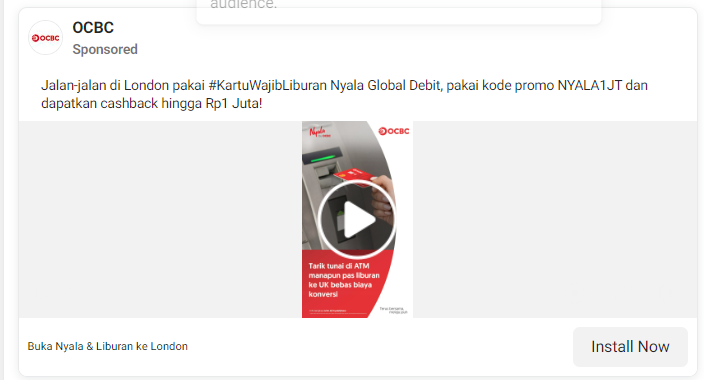 audience.
OCBC
OCBC
Sponsored
Jalan-jalan di London pakai #KartuWajibLiburan Nyala Global Debit, pakai kode promo NYALA1JT dan
dapatkan cashback hingga Rp1 Juta!
Nyala
OCBC
Tarik tunai di ATM
manapun pas liburan
ke UK bebas biaya
konversi
Buka Nyala & Liburan ke London
Install Now